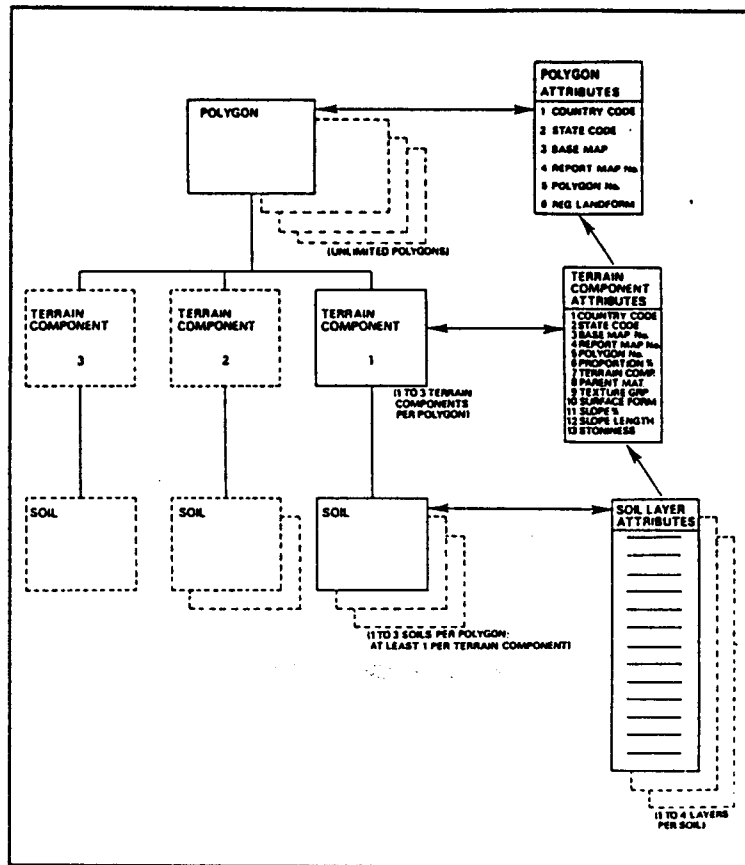 POLYGON
(UNLIMITED POLYGONS)
POLYGON
ATTRIBUTES
1 COUNTRY CODE
2 STATE CODE
3 BASE MAP
4 REPORT MAP No.
5 POLYGON No.
6 REG LANDFORM
TERRAIN
COMPONENT
3
TERRAIN
COMPONENT
2
TERRAIN
COMPONENT
1
(1 TO 3 TERRAIN
COMPONENTS
PER POLYGON)
TERRAIN
COMPONENT
ATTRIBUTES
1 COUNTRY CODE
2 STATE CODE
3 BASE MAP No.
4 REPORT MAP No.
5 POLYGON No.
6 PROPORTION %
7 TERRAIN COMP.
8 PARENT MAT.
9 TEXTURE GRP
10 SURFACE FORM
11 SLOPE %
12 SLOPE LENGTH
13 STONINESS
SOIL
SOIL
SOIL
(1 TO 3 SOILS PER POLYGON;
AT LEAST 1 PER TERRAIN COMPONENT)
SOIL LAYER
ATTRIBUTES
(1 TO 4 LAYERS
PER SOIL)